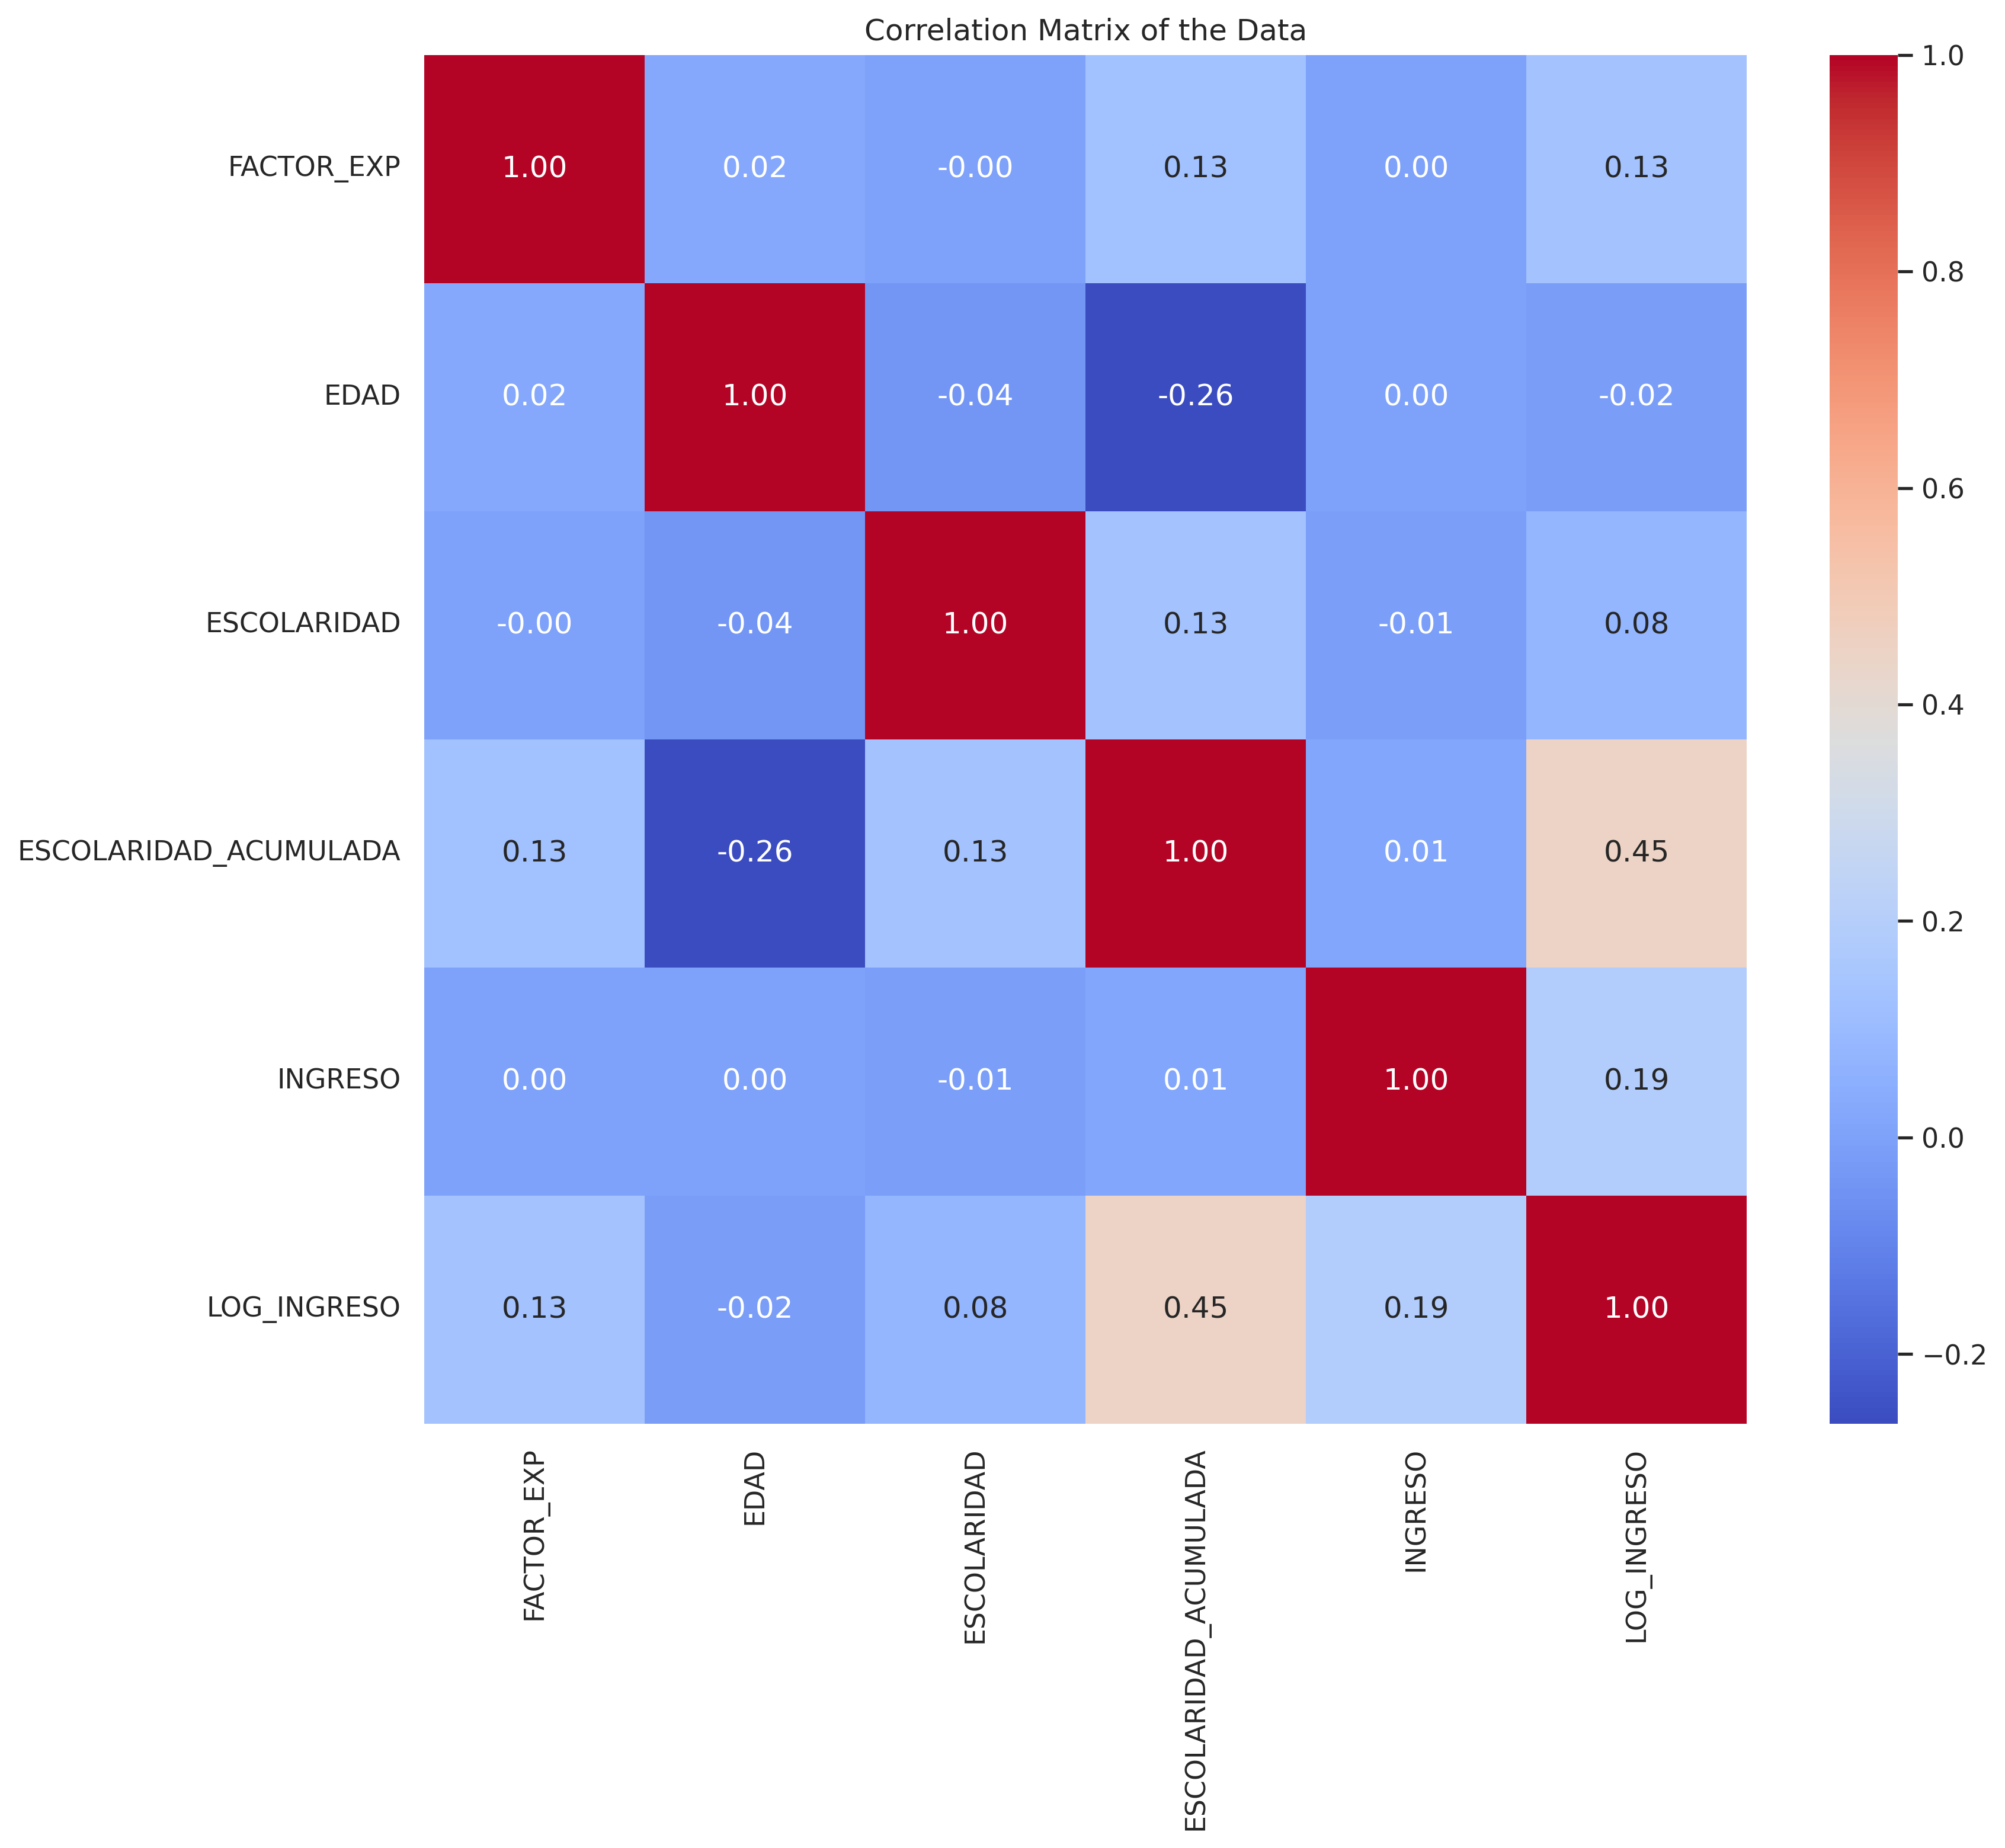 Correlation Matrix of the Data
FACTOR_EXP 1.00 0.02 -0.00 0.13 0.00 0.13
EDAD 0.02 1.00 -0.04 -0.26 0.00 -0.02
ESCOLARIDAD -0.00 -0.04 1.00 0.13 -0.01 0.08
ESCOLARIDAD_ACUMULADA 0.13 -0.26 0.13 1.00 0.01 0.45
INGRESO 0.00 0.00 -0.01 0.01 1.00 0.19
LOG_INGRESO 0.13 -0.02 0.08 0.45 0.19 1.00
FACTOR_EXP
EDAD
ESCOLARIDAD
ESCOLARIDAD_ACUMULADA
INGRESO
LOG_INGRESO
1.0
0.8
0.6
0.4
0.2
0.0
−0.2